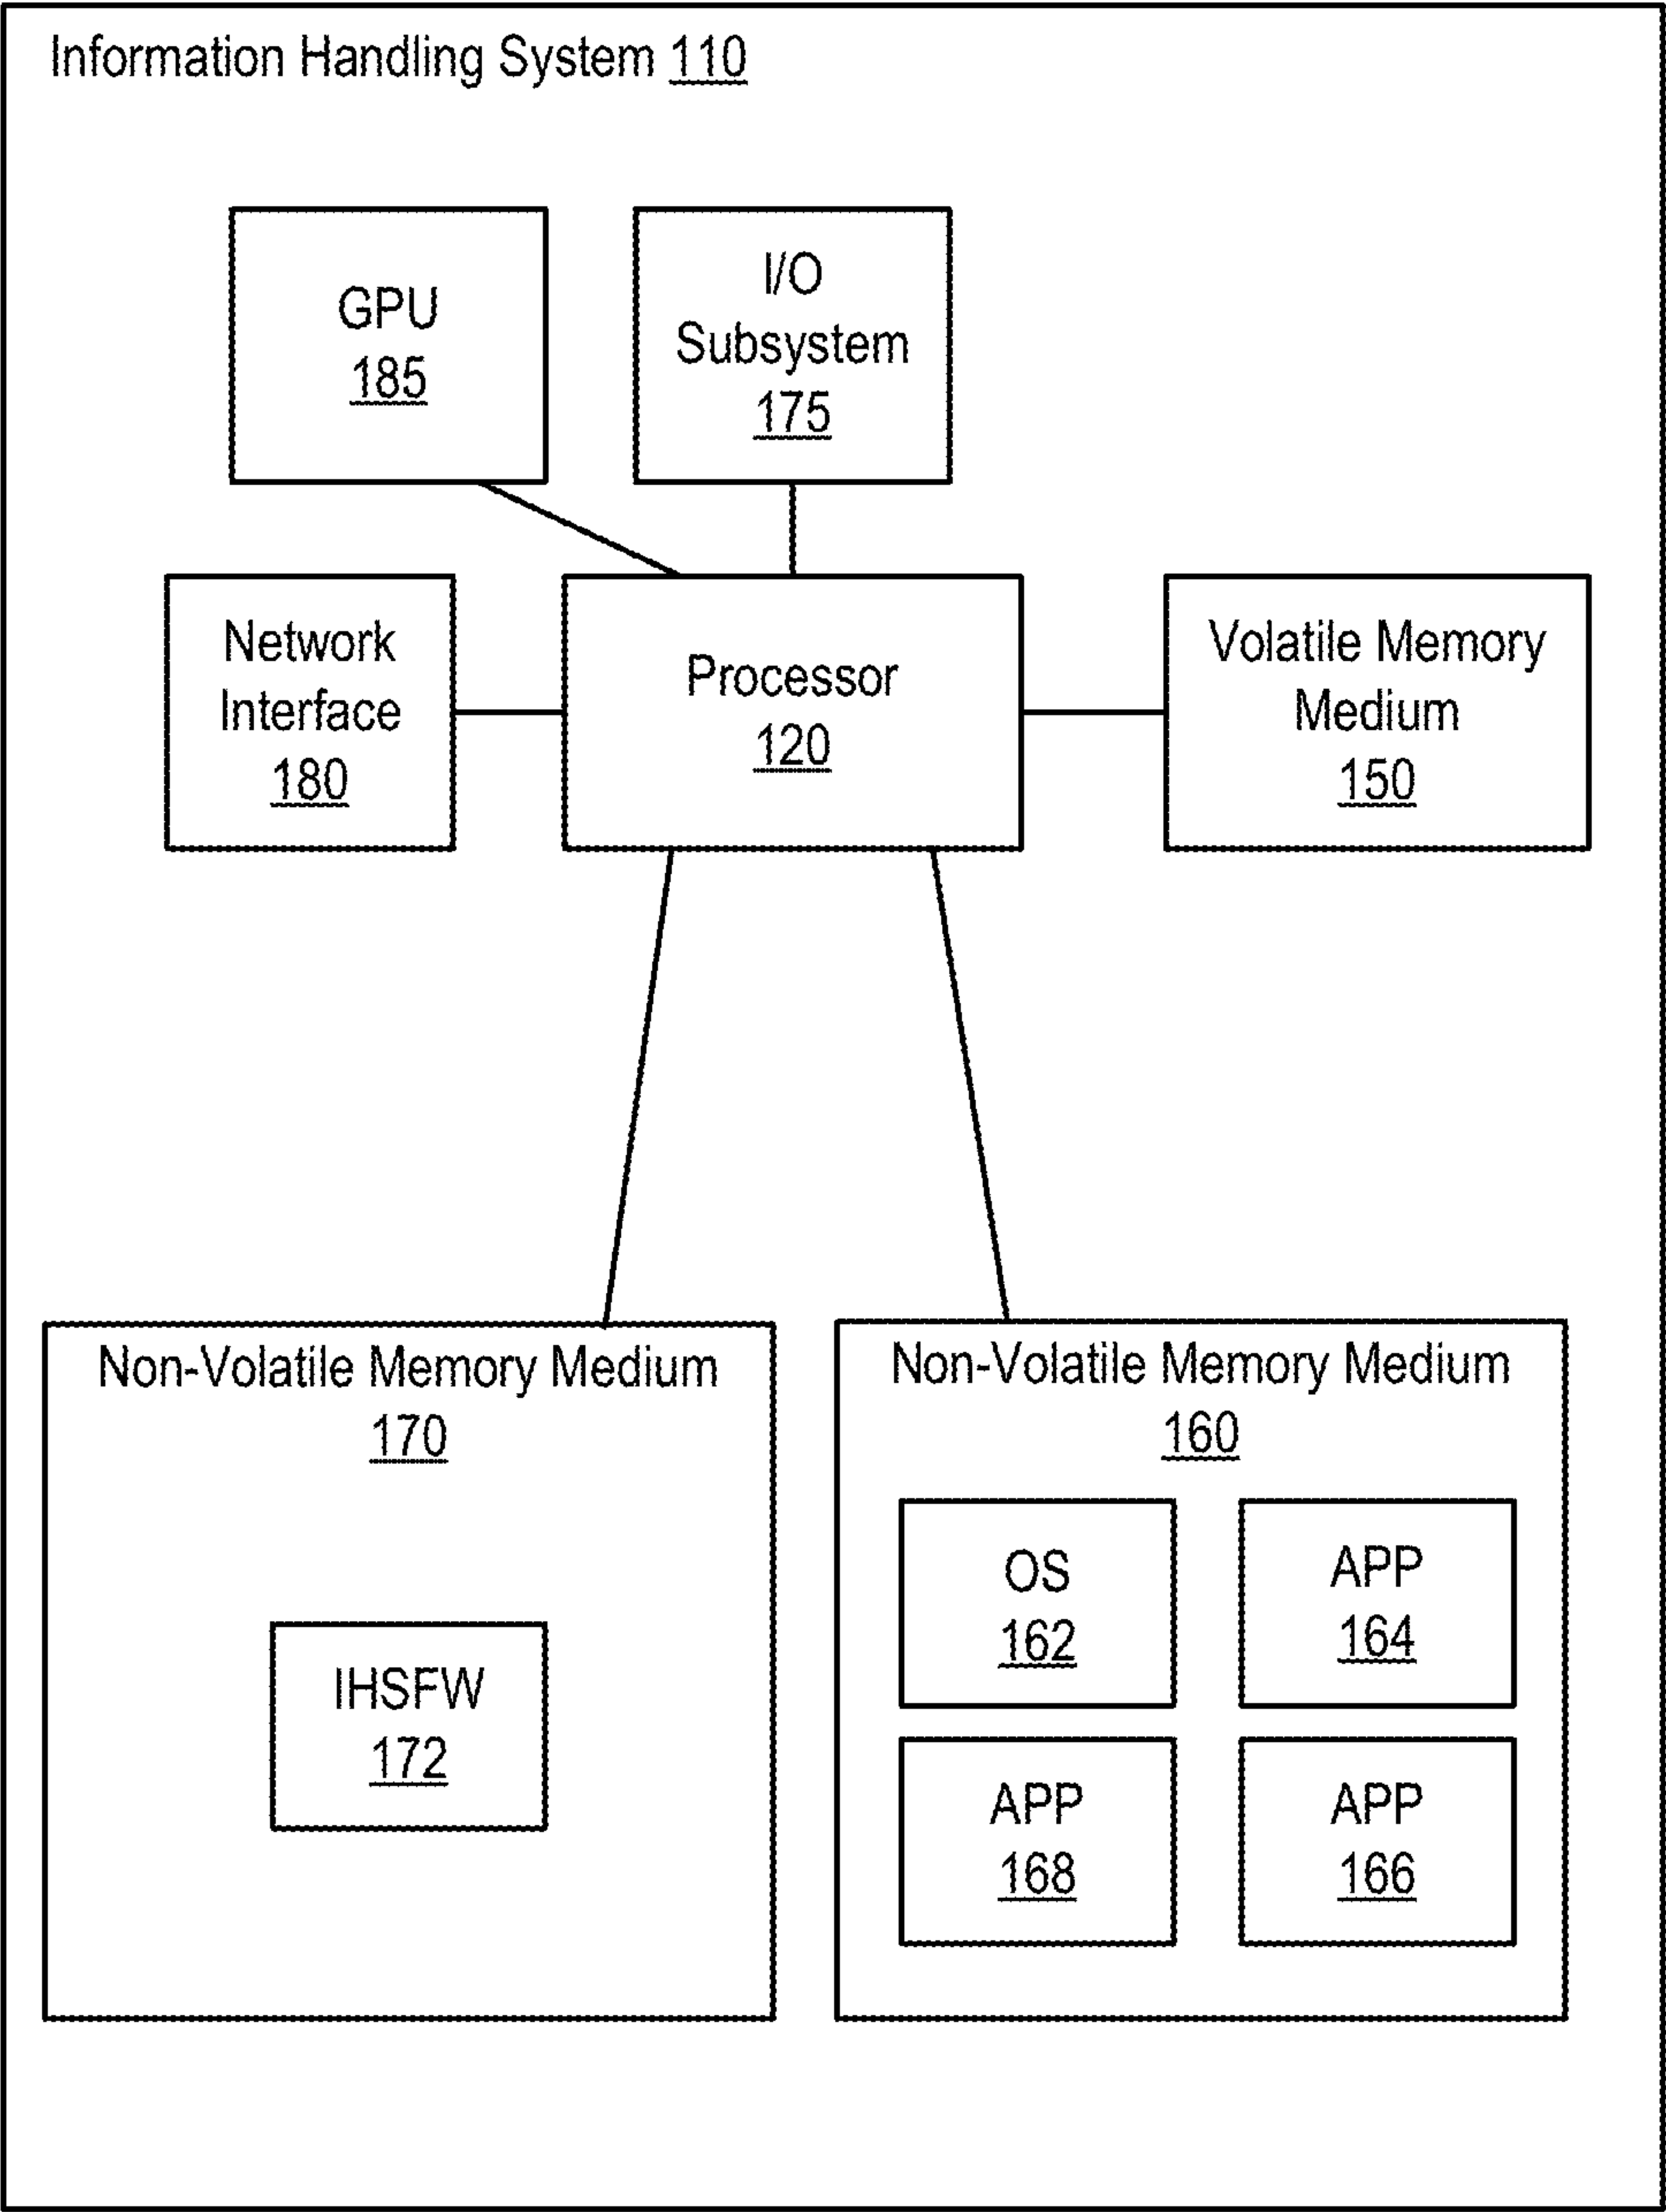 Information Handling System 110
GPU
185
I/O
Subsystem
175
Network
Interface
180
Processor
120
Volatile Memory
Medium
150
Non-Volatile Memory Medium
170
IHSFW
172
Non-Volatile Memory Medium
160
OS
162
APP
164
APP
168
APP
166